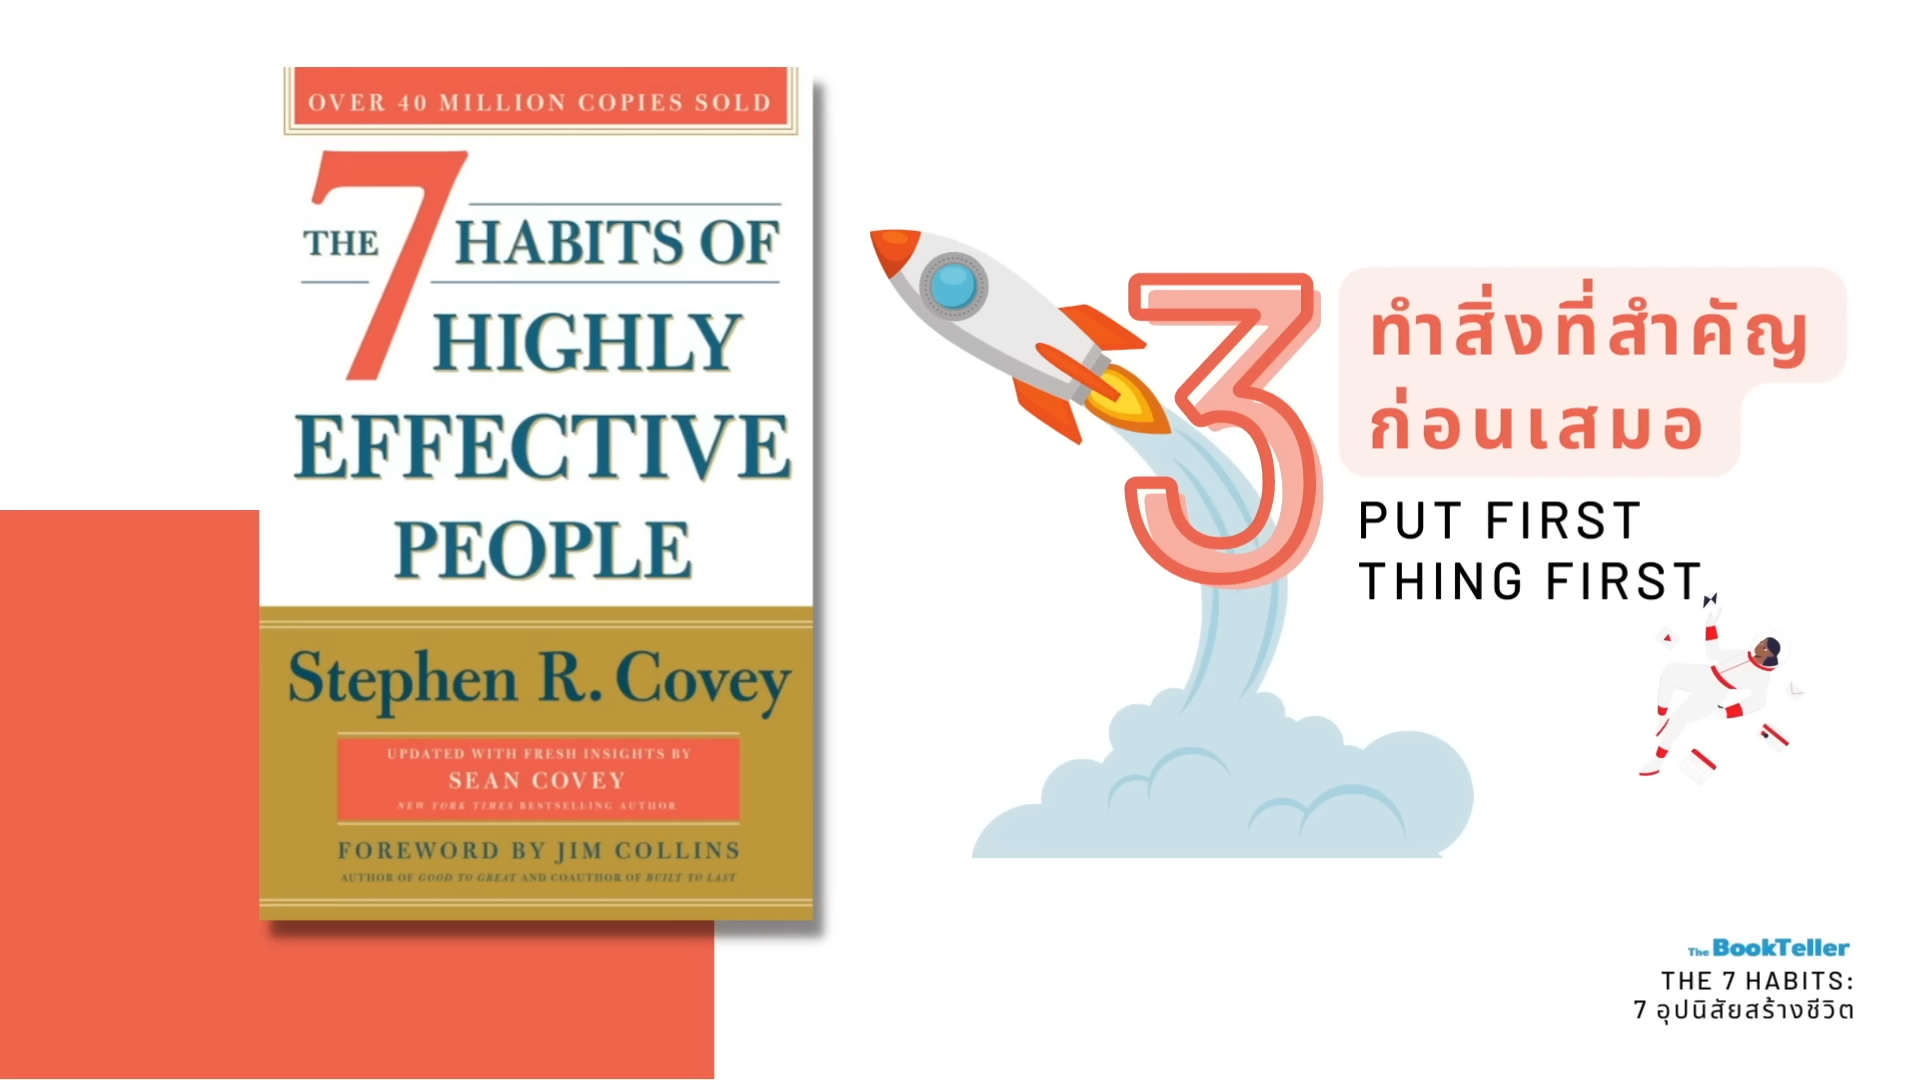 OVER 40 MILLION COPIES SOLD
THE 7 HABITS OF
HIGHLY
EFFECTIVE
PEOPLE
Stephen R. Covey
UPDATED WITH FRESH INSIGHTS BY
SEAN COVEY
NEW YORK TIMES BESTSELLING AUTHOR
FOREWORD BY JIM COLLINS
AUTHOR OF GOOD TO GREAT AND COAUTHOR OF BUILT TO LAST
3
ทำสิ่งที่สำคัญ
ก่อนเสมอ
PUT FIRST
THING FIRST
The BookTeller
THE 7 HABITS:
7 อุปนิสัยสร้างชีวิต